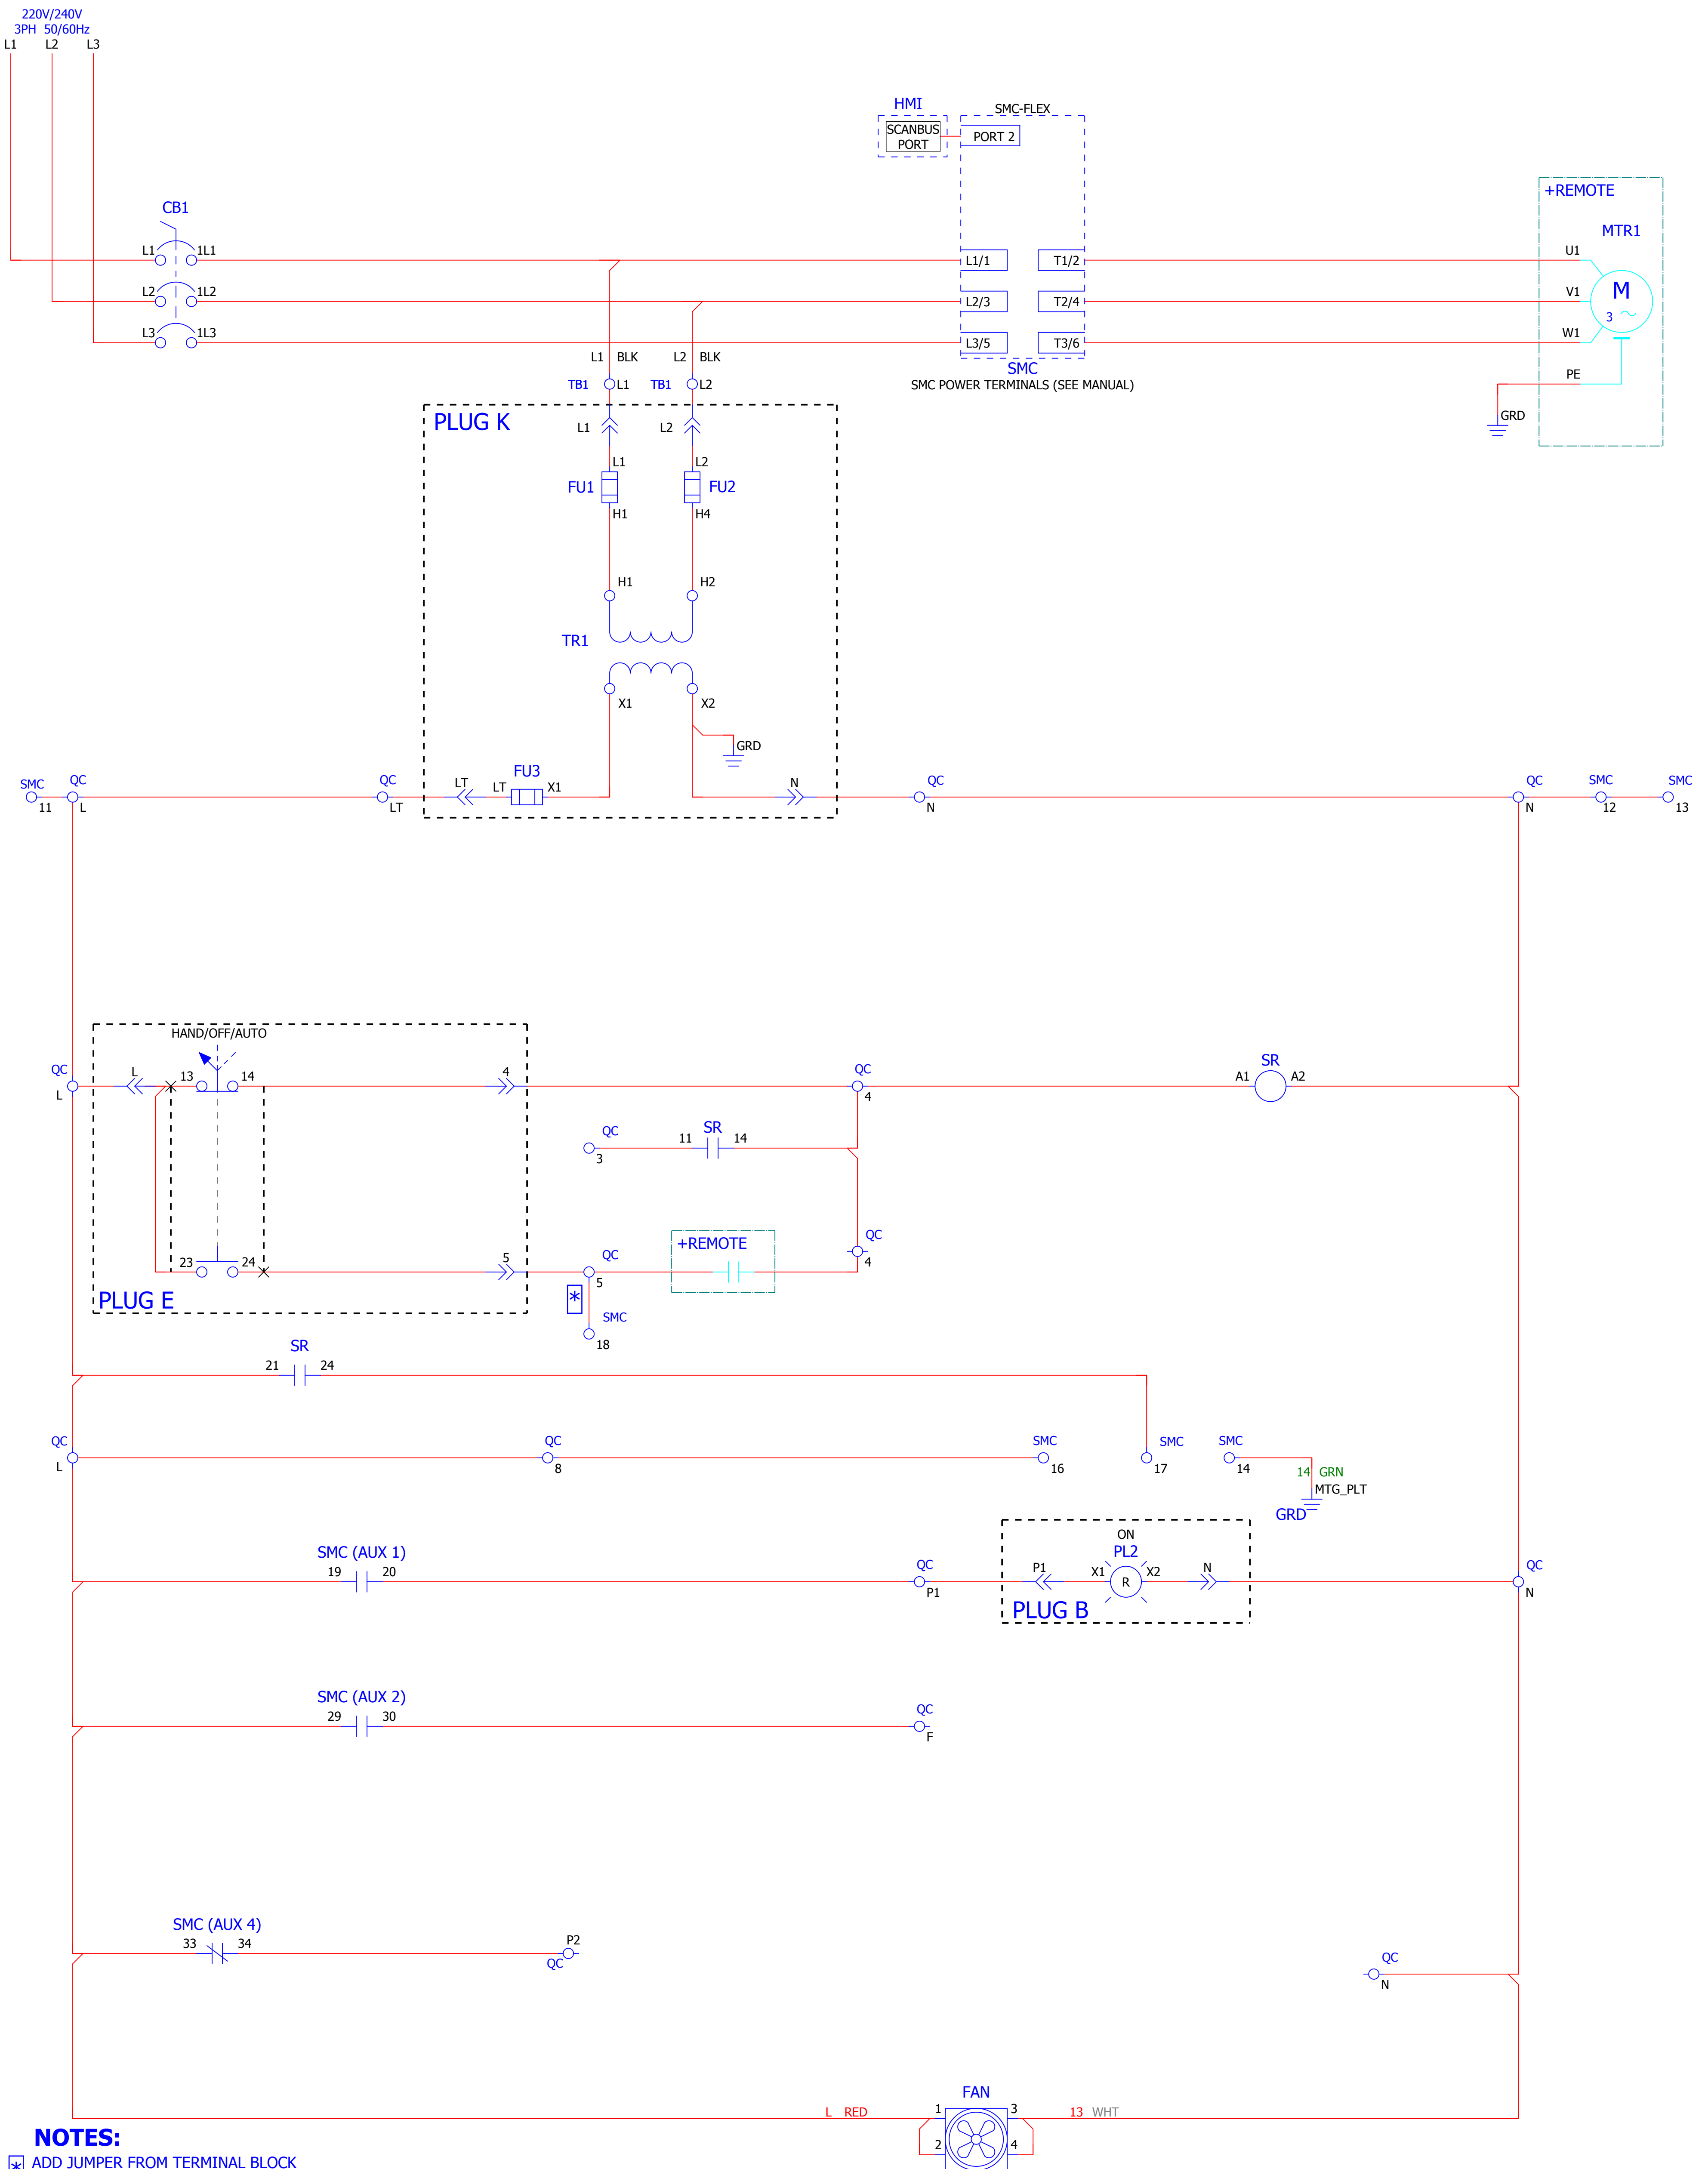 220V/240V
3PH 50/60Hz
L1 L2 L3
HMI
SMC-FLEX
SCANBUS
PORT
PORT 2
+REMOTE
CB1
MTR1
L1 1L1
L1/1 T1/2
U1
L2 1L2
L2/3 T2/4
V1
M
3
L3 1L3
L3/5 T3/6
W1
L1 BLK L2 BLK
SMC
PE
TB1 L1 TB1 L2
SMC POWER TERMINALS (SEE MANUAL)
GRD
PLUG K
L1 L2
L1 L2
FU1 FU2
H1 H4
H1 H2
TR1
X1 X2
GRD
SMC
11
QC
L
QC
LT
LT
LT
FU3
X1
N
QC
N
QC
N
SMC
12
SMC
13
HAND/OFF/AUTO
QC
L
L
13 14
4
QC
4
SR
A1 A2
QC
3
SR
11 14
QC
4
+REMOTE
23 24
5
QC
5
PLUG E
*
SMC
18
SR
21 24
QC
L
QC
8
SMC
16
SMC
17
SMC
14
14 GRN
MTG_PLT
GRD
ON
PL2
SMC (AUX 1)
19 20
QC
P1
P1
X1 R X2
N
PLUG B
QC
N
SMC (AUX 2)
29 30
QC
F
SMC (AUX 4)
33 34
P2
QC
QC
N
FAN
L RED
1 3
13 WHT
2 4
NOTES:
* ADD JUMPER FROM TERMINAL BLOCK